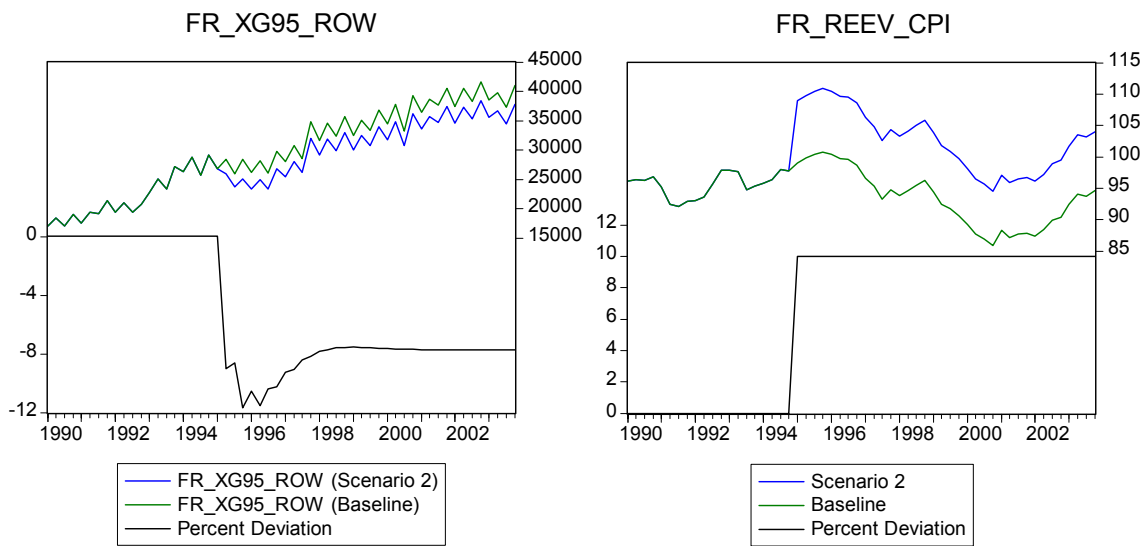 FR_XG95_ROW
45000
40000
35000
30000
25000
20000
15000
0
-4
-8
-12
1990 1992 1994 1996 1998 2000 2002
FR_XG95_ROW (Scenario 2)
FR_XG95_ROW (Baseline)
Percent Deviation
FR_REEV_CPI
115
110
105
100
95
90
85
12
10
8
6
4
2
0
1990 1992 1994 1996 1998 2000 2002
Scenario 2
Baseline
Percent Deviation